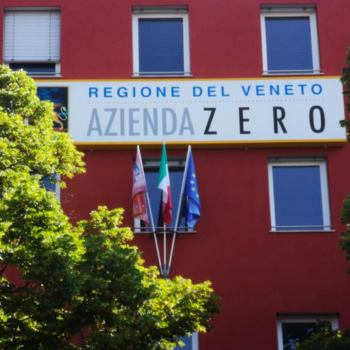 REGIONE DEL VENETO
AZIENDA ZERO